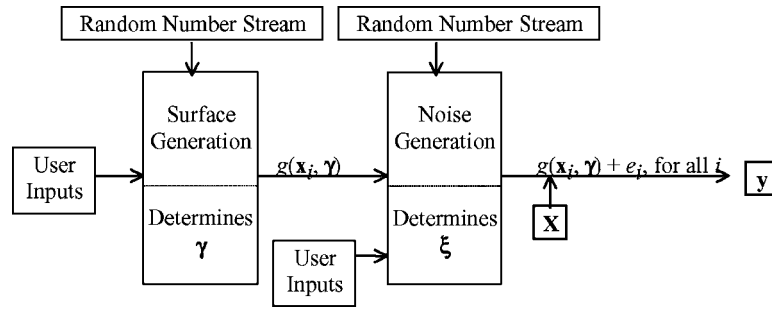 Random Number Stream
Random Number Stream
Surface
Generation
Noise
Generation
User
Inputs
g(𝐱ᵢ, 𝛄)
g(𝐱ᵢ, 𝛄) + eᵢ, for all i
𝐲
Determines
𝛄
Determines
𝛏
𝐗
User
Inputs